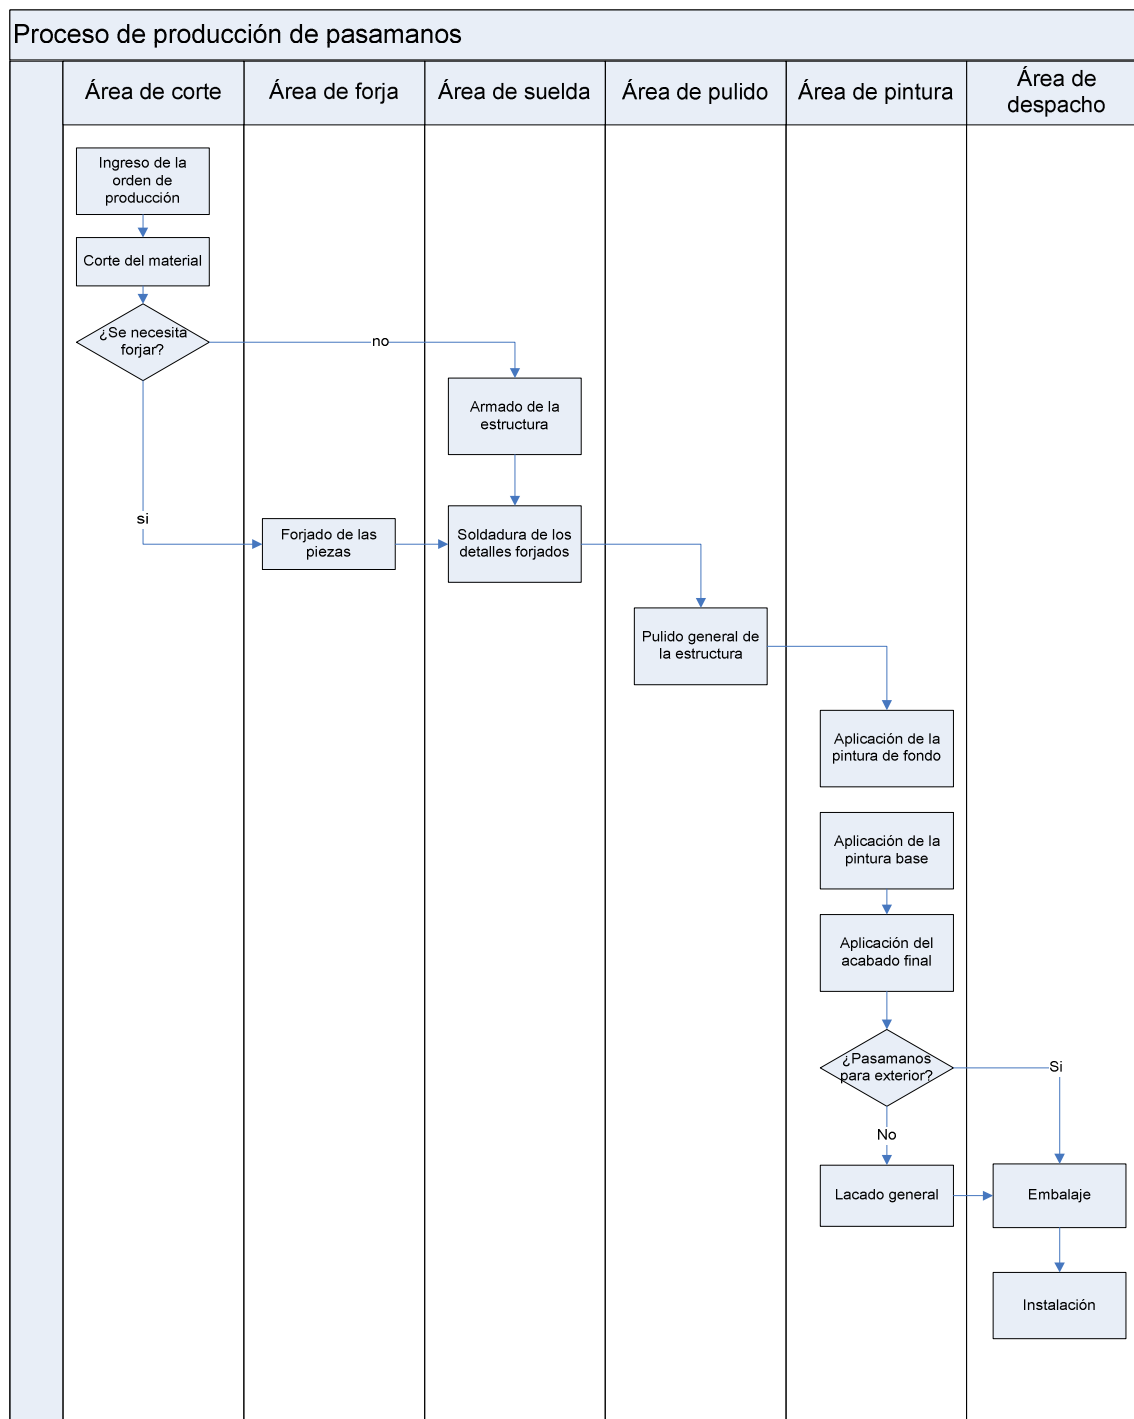 Proceso de producción de pasamanos
Área de corte
Área de forja
Área de suelda
Área de pulido
Área de pintura
Área de
despacho
Ingreso de la
orden de
producción
Corte del material
¿Se necesita
forjar?
no
Armado de la
estructura
si
Forjado de las
piezas
Soldadura de los
detalles forjados
Pulido general de
la estructura
Aplicación de la
pintura de fondo
Aplicación de la
pintura base
Aplicación del
acabado final
¿Pasamanos
para exterior?
Si
No
Lacado general
Embalaje
Instalación